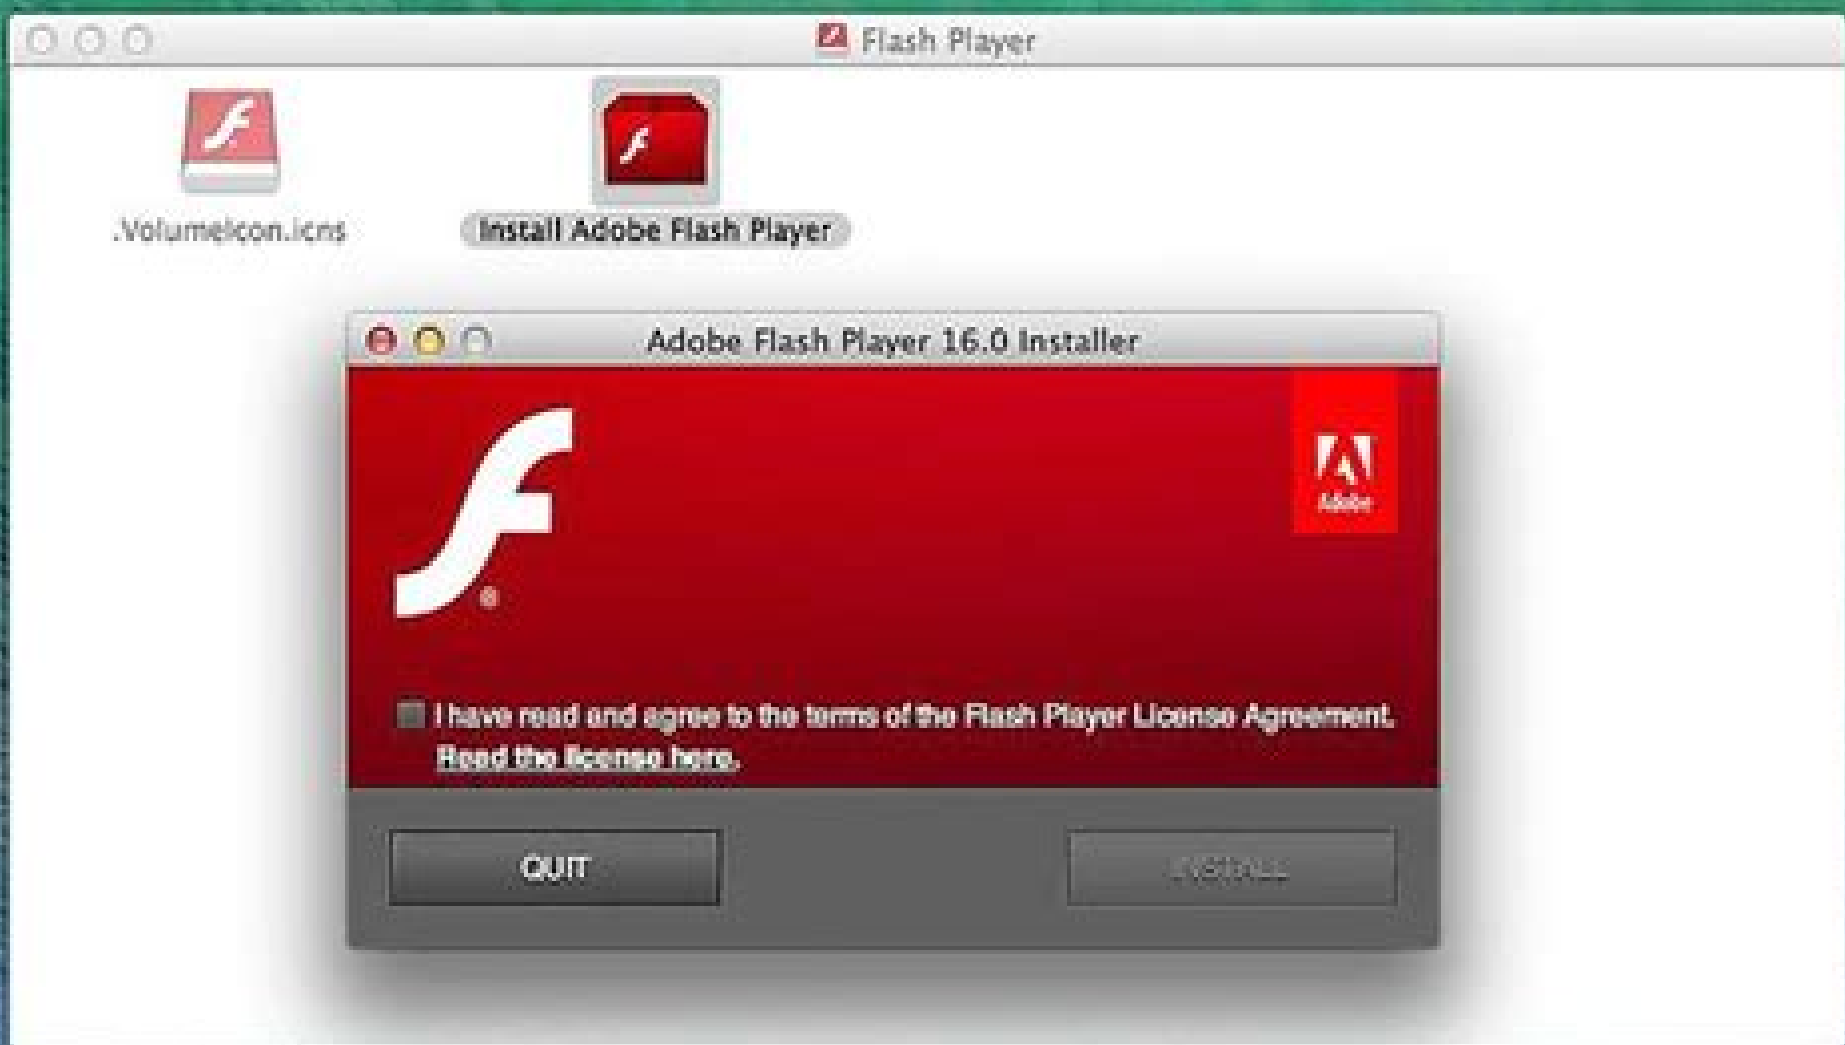 Flash Player
.VolumeIcon.icns
Install Adobe Flash Player
Adobe Flash Player 16.0 Installer
Adobe
I have read and agree to the terms of the Flash Player License Agreement.
Read the license here.
QUIT
INSTALL